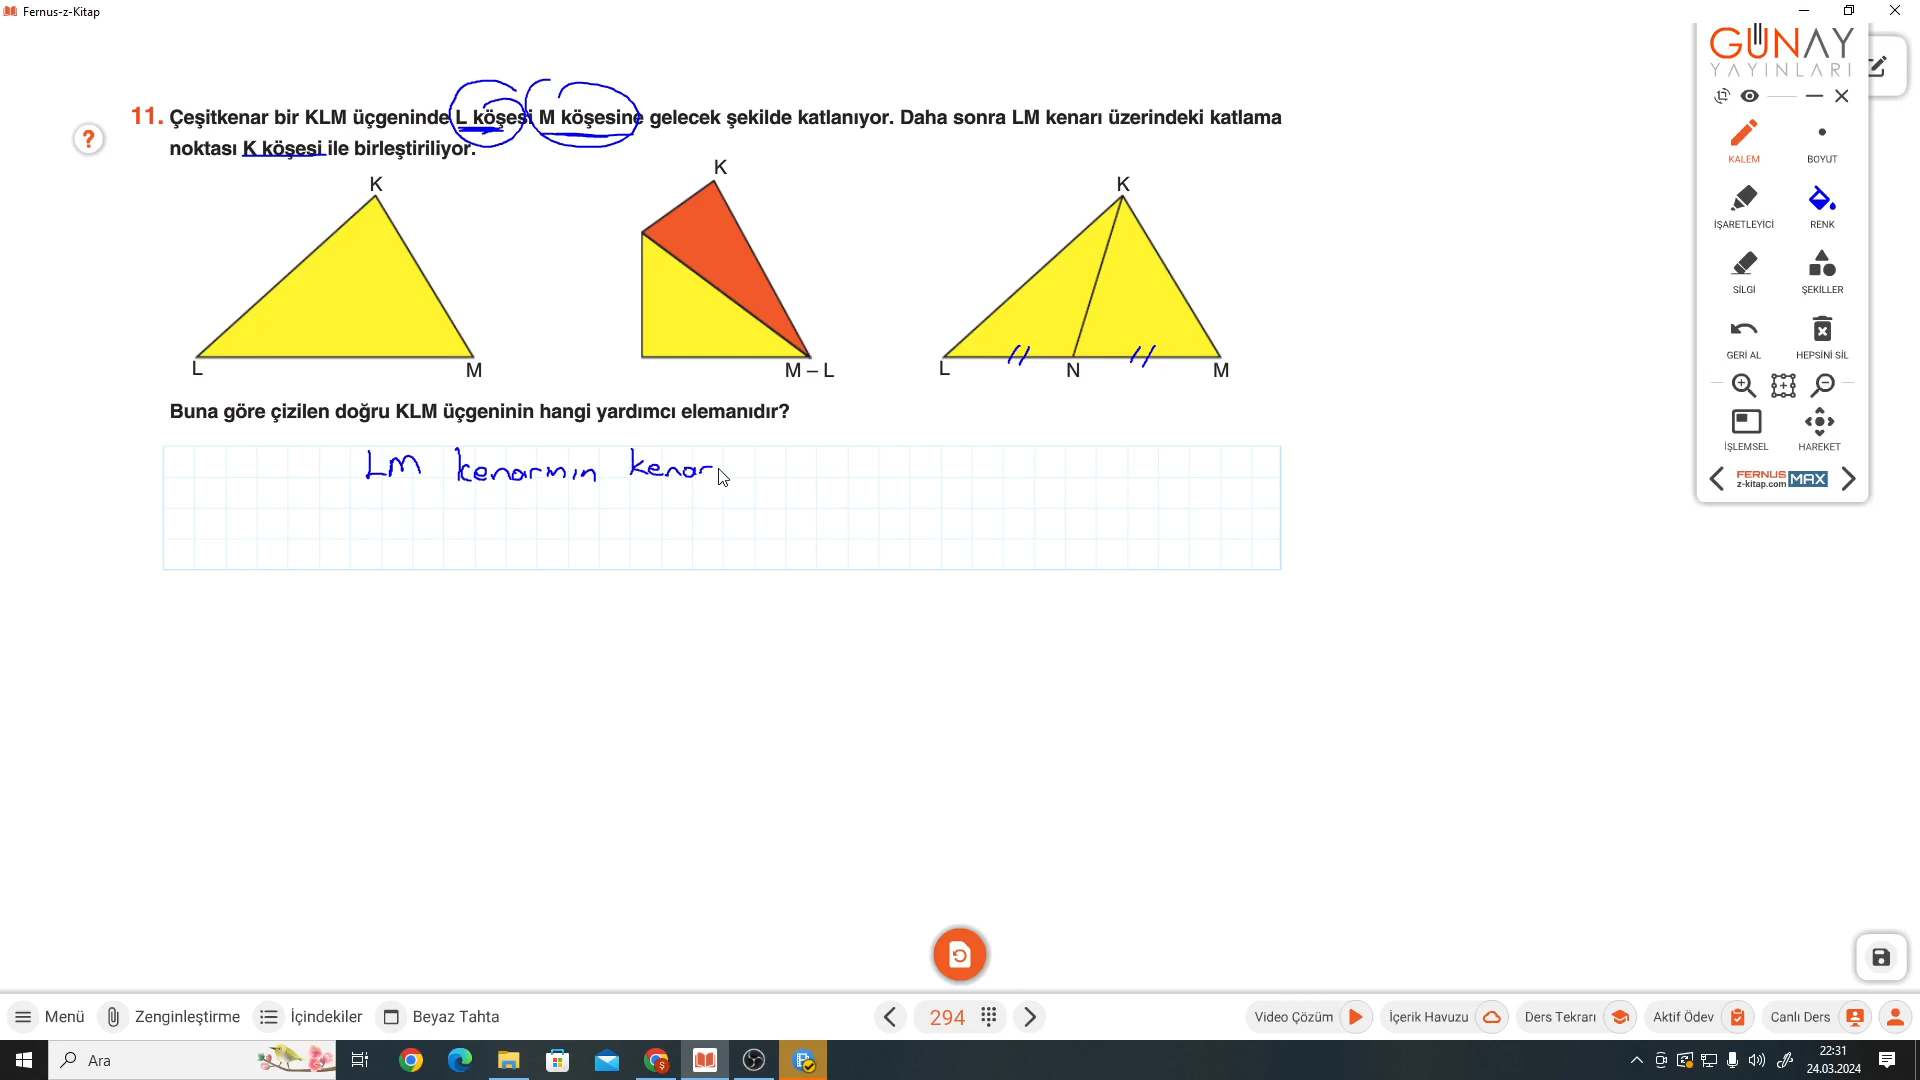 Fernus-z-Kitap
GÜNAY
YAYINLARI
11. Çeşitkenar bir KLM üçgeninde L köşesi M köşesine gelecek şekilde katlanıyor. Daha sonra LM kenarı üzerindeki katlama
noktası K köşesi ile birleştiriliyor.
?
K
K
K
L
M
M – L
L
N
M
Buna göre çizilen doğru KLM üçgeninin hangi yardımcı elemanıdır?
LM kenarının kenar
KALEM
BOYUT
İŞARETLEYİCİ
RENK
SİLGİ
ŞEKİLLER
GERİ AL
HEPSİNİ SİL
İŞLEMSEL
HAREKET
FERNUS
z-kitap.com MAX
Menü
Zenginleştirme
İçindekiler
Beyaz Tahta
294
Video Çözüm
İçerik Havuzu
Ders Tekrarı
Aktif Ödev
Canlı Ders
Ara
22:31
24.03.2024